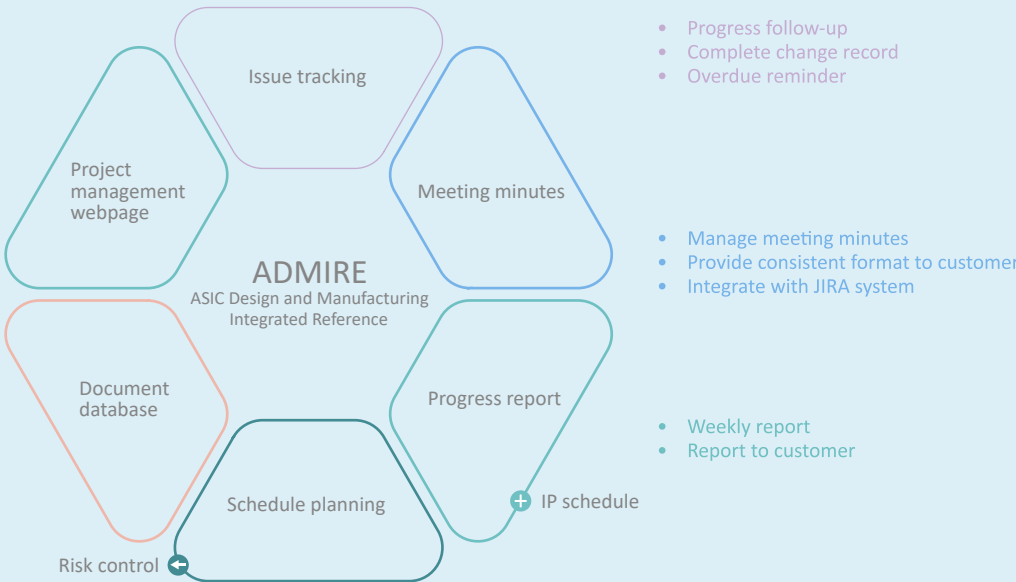 Issue tracking
Project
management
webpage
Meeting minutes
ADMIRE
ASIC Design and Manufacturing
Integrated Reference
Document
database
Progress report
Schedule planning
IP schedule
Risk control
• Progress follow-up
• Complete change record
• Overdue reminder
• Manage meeting minutes
• Provide consistent format to customer
• Integrate with JIRA system
• Weekly report
• Report to customer